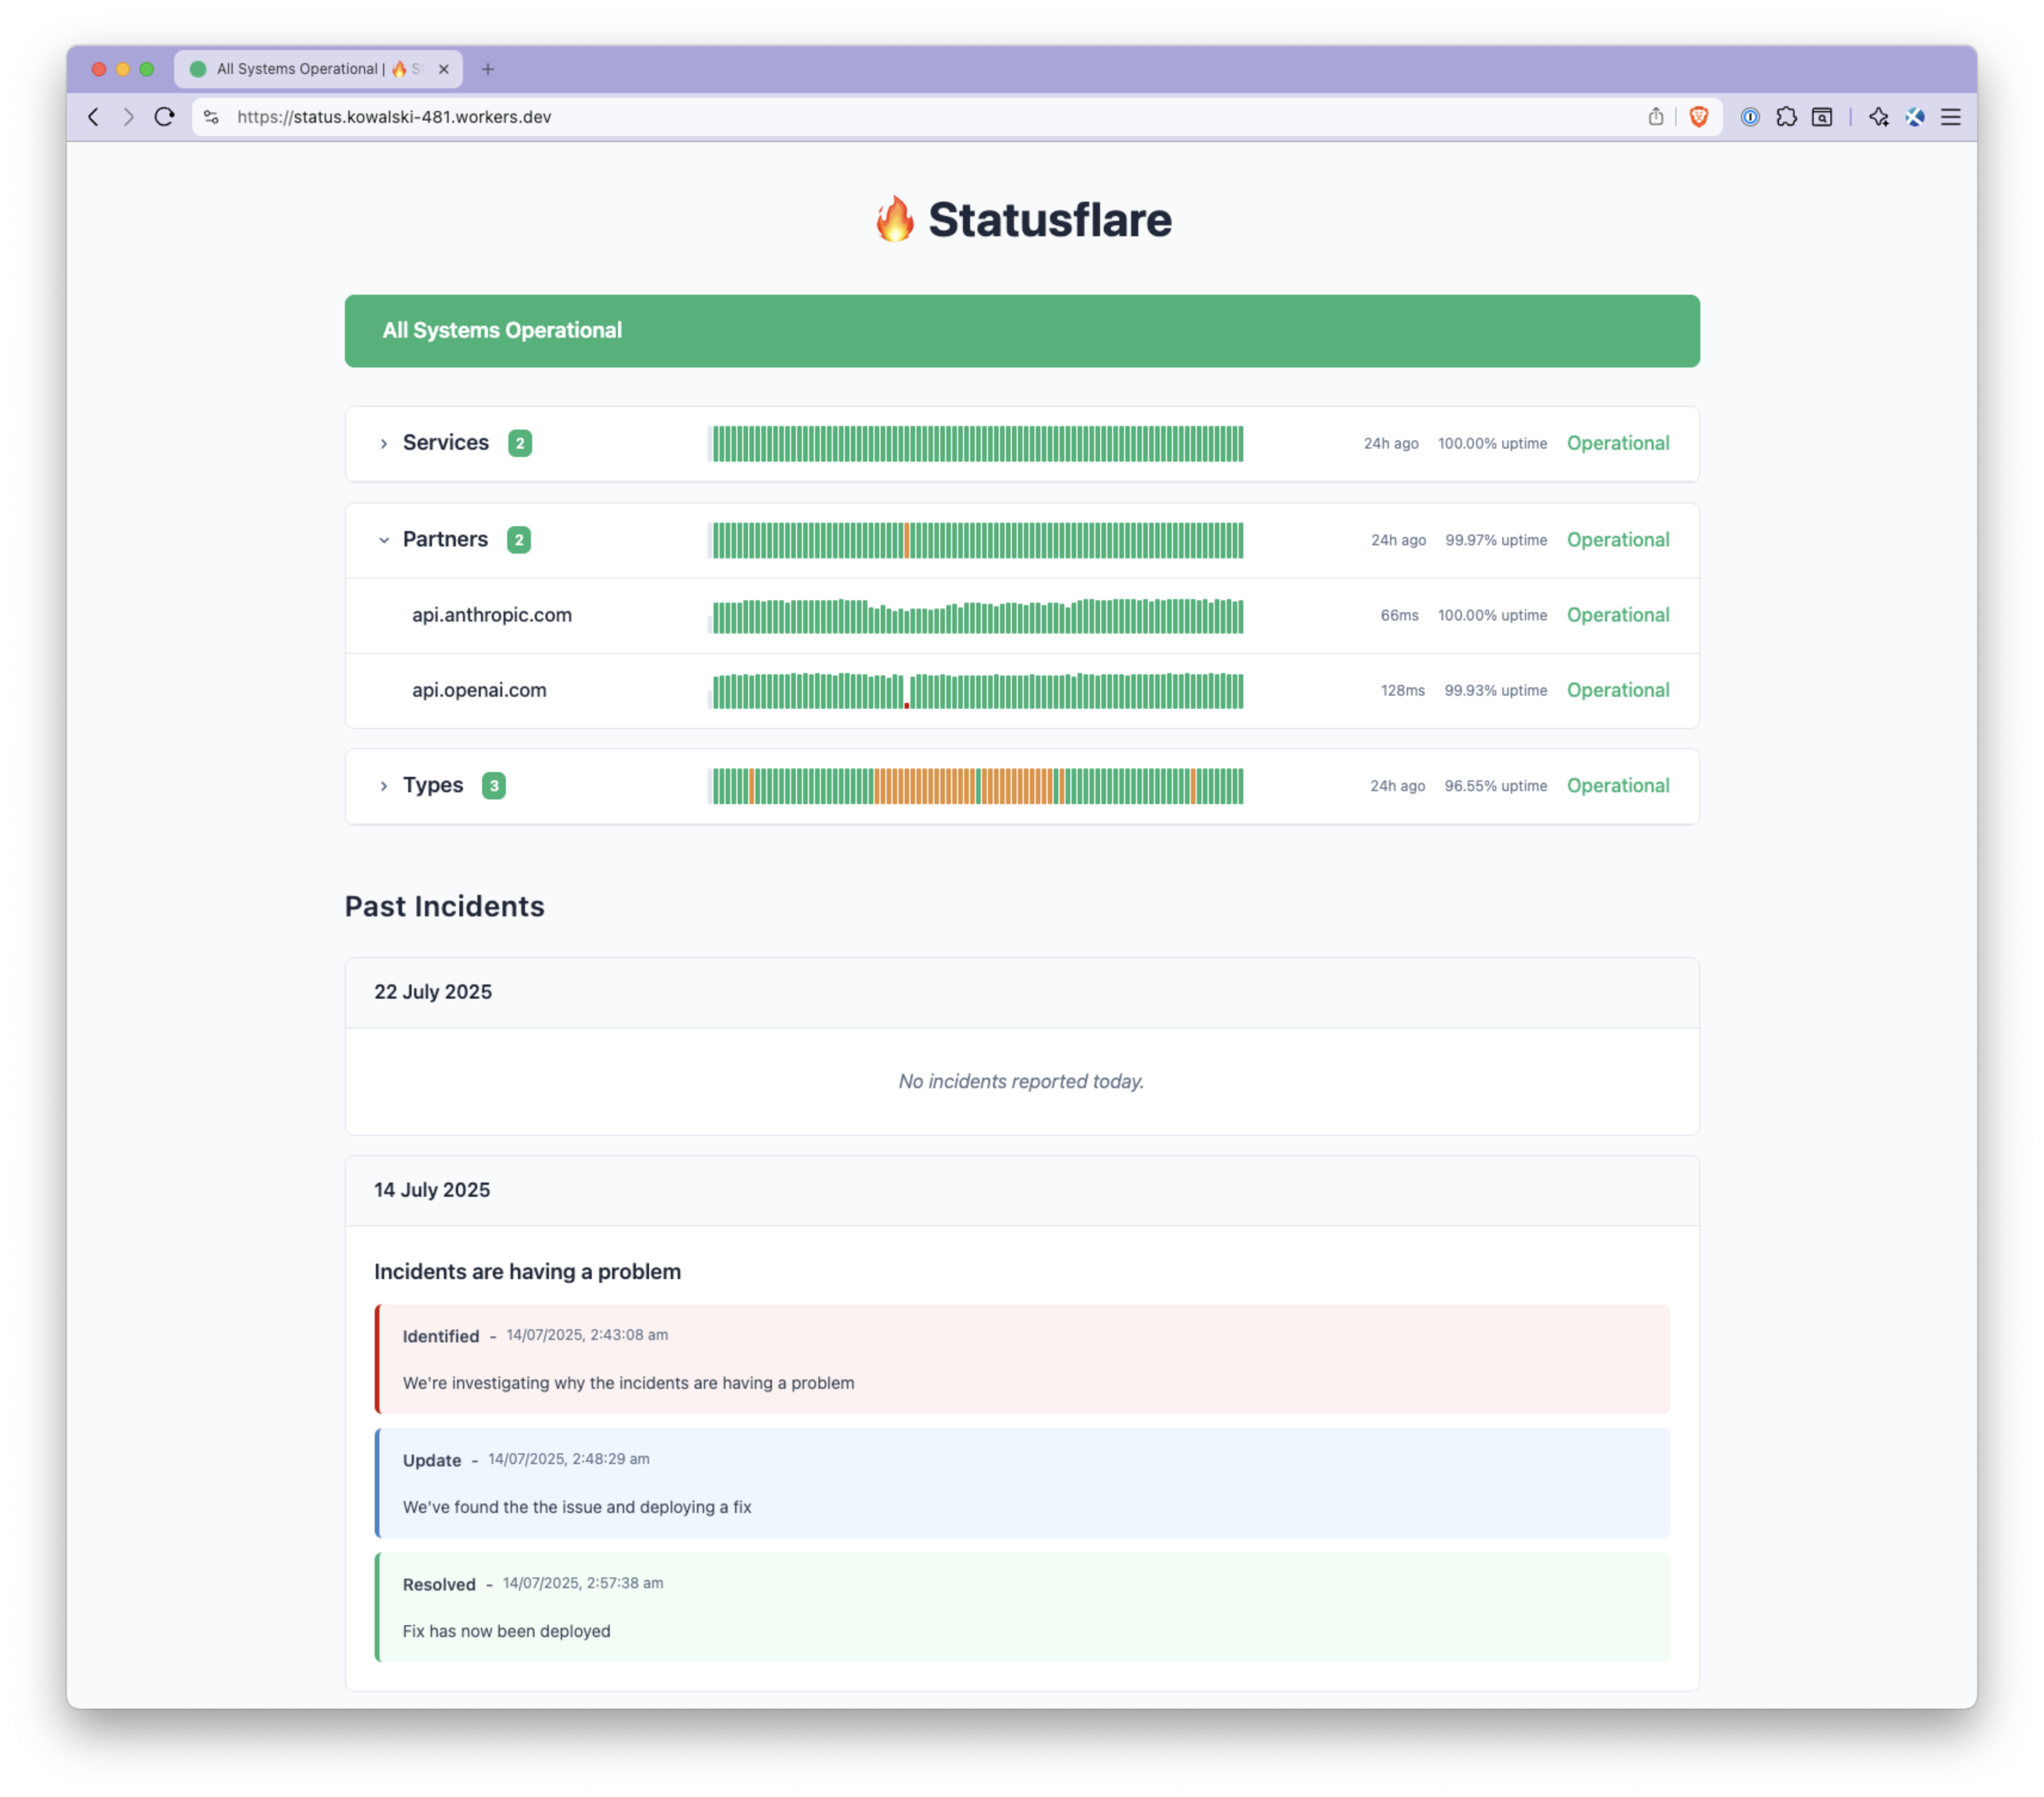 All Systems Operational | 🔥 S
https://status.kowalski-481.workers.dev
🔥 Statusflare
All Systems Operational
Services 2 24h ago 100.00% uptime Operational
Partners 2 24h ago 99.97% uptime Operational
api.anthropic.com 66ms 100.00% uptime Operational
api.openai.com 128ms 99.93% uptime Operational
Types 3 24h ago 96.55% uptime Operational
Past Incidents
22 July 2025
No incidents reported today.
14 July 2025
Incidents are having a problem
Identified - 14/07/2025, 2:43:08 am
We're investigating why the incidents are having a problem
Update - 14/07/2025, 2:48:29 am
We've found the the issue and deploying a fix
Resolved - 14/07/2025, 2:57:38 am
Fix has now been deployed